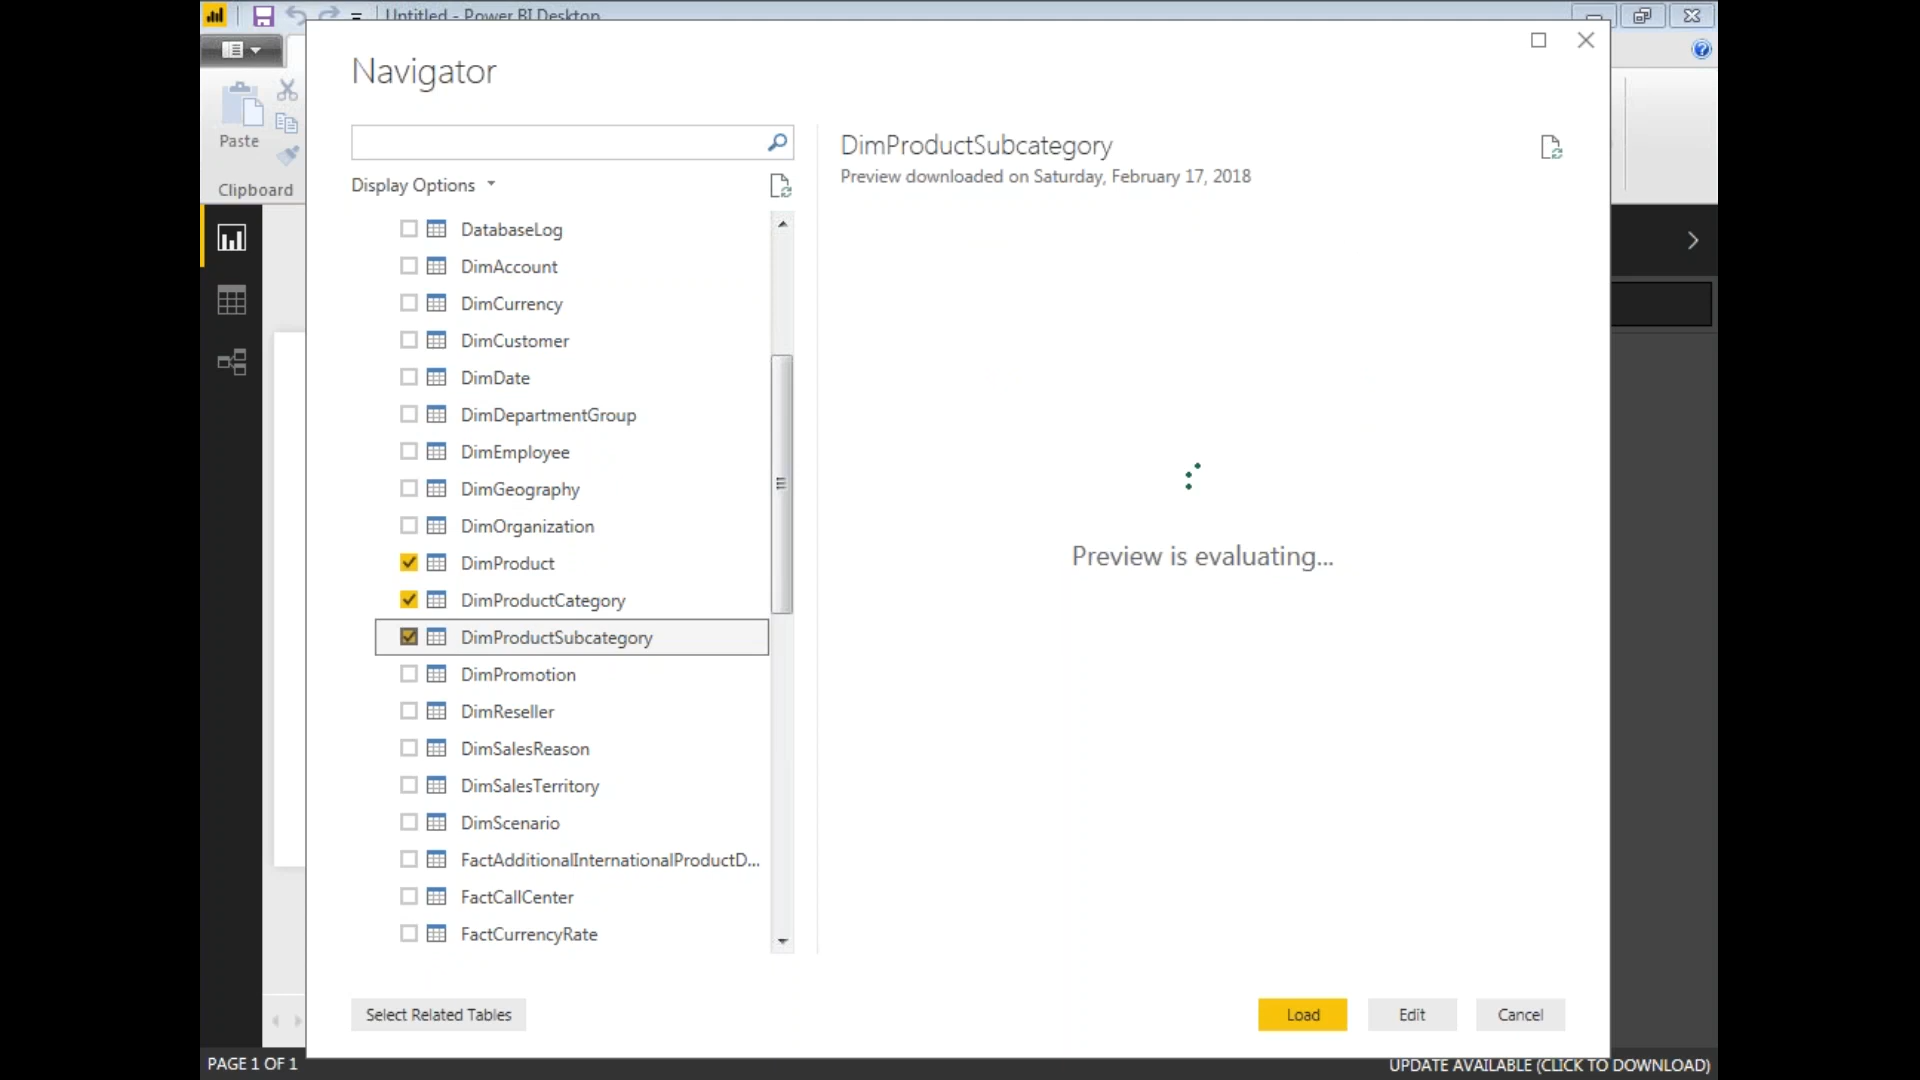 Untitled - Power BI Desktop
Paste
Clipboard
Navigator
Display Options
DatabaseLog
DimAccount
DimCurrency
DimCustomer
DimDate
DimDepartmentGroup
DimEmployee
DimGeography
DimOrganization
DimProduct
DimProductCategory
DimProductSubcategory
DimPromotion
DimReseller
DimSalesReason
DimSalesTerritory
DimScenario
FactAdditionalInternationalProductD...
FactCallCenter
FactCurrencyRate
DimProductSubcategory
Preview downloaded on Saturday, February 17, 2018
Preview is evaluating...
Select Related Tables
Load
Edit
Cancel
PAGE 1 OF 1
UPDATE AVAILABLE (CLICK TO DOWNLOAD)